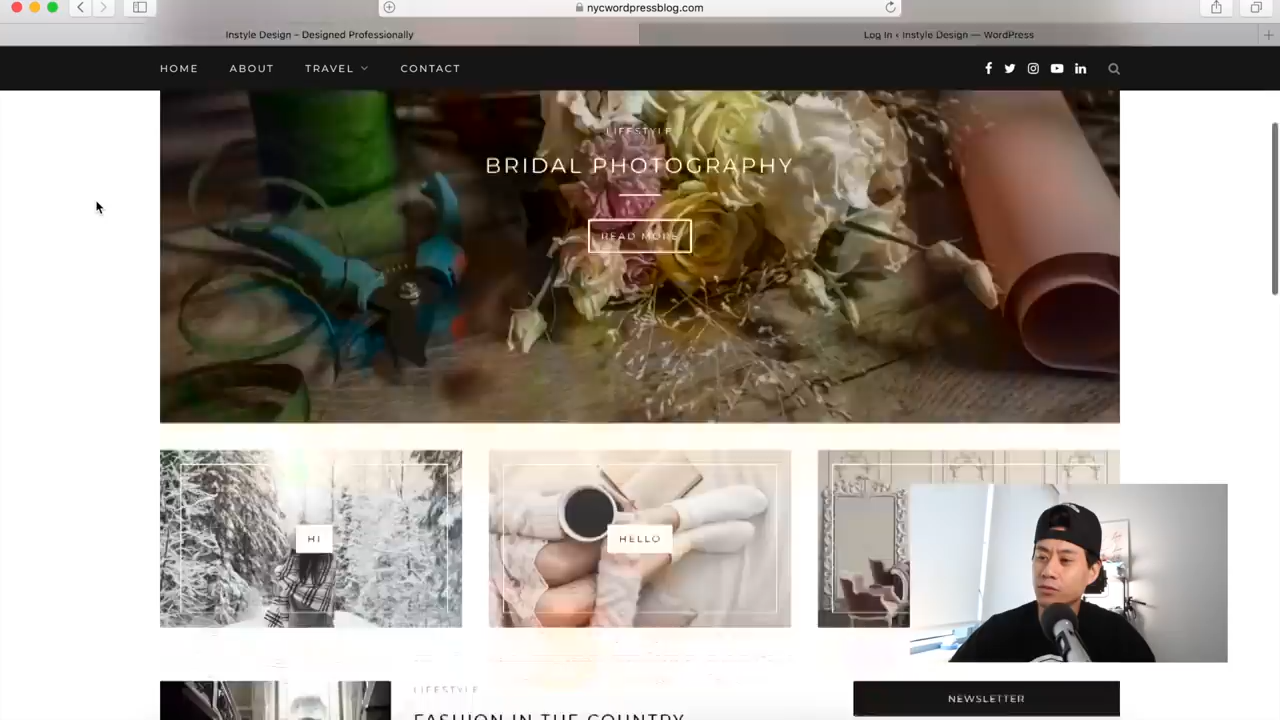 nycwordpressblog.com
Instyle Design – Designed Professionally
Log In ‹ Instyle Design — WordPress
HOME ABOUT TRAVEL CONTACT
LIFESTYLE
BRIDAL PHOTOGRAPHY
READ MORE
HI
HELLO
LIFESTYLE
FASHION IN THE COUNTRY
NEWSLETTER